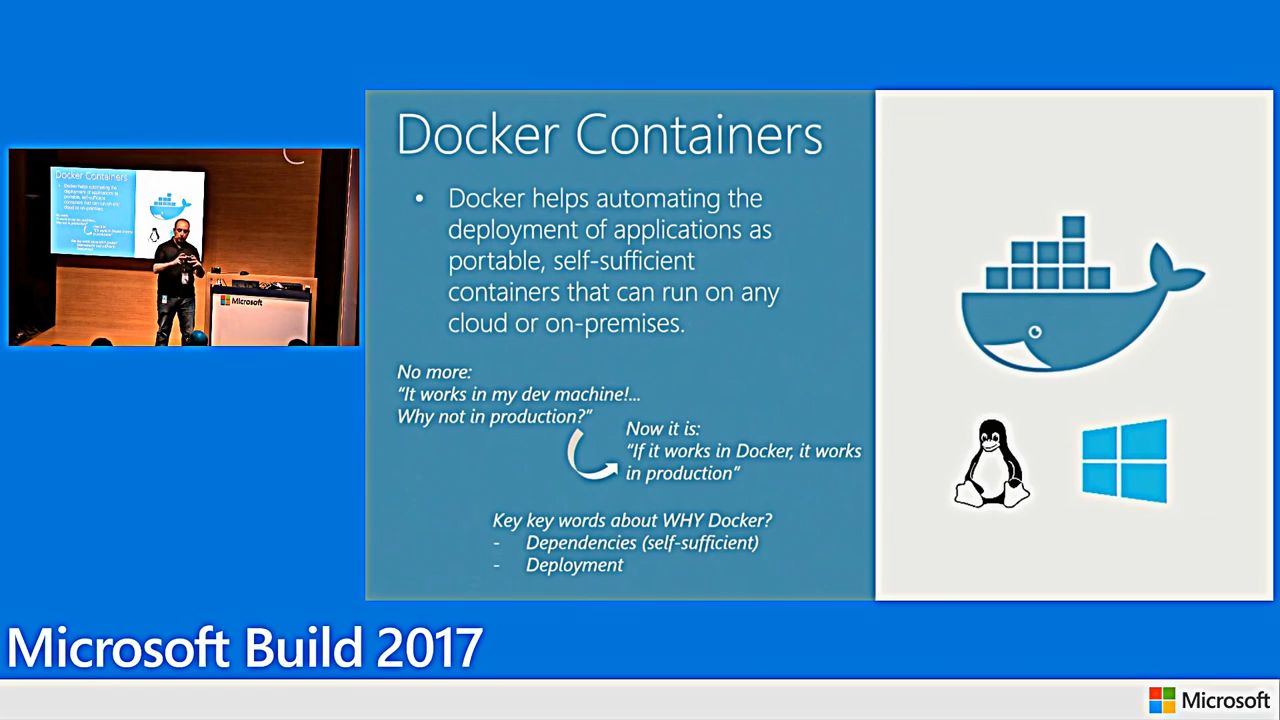 Docker Containers
• Docker helps automating the
deployment of applications as
portable, self-sufficient
containers that can run on any
cloud or on-premises.
No more:
“It works in my dev machine!...
Why not in production?”
Now it is:
“If it works in Docker, it works
in production”
Key key words about WHY Docker?
- Dependencies (self-sufficient)
- Deployment
Docker Containers
Microsoft
Microsoft Build 2017
Microsoft